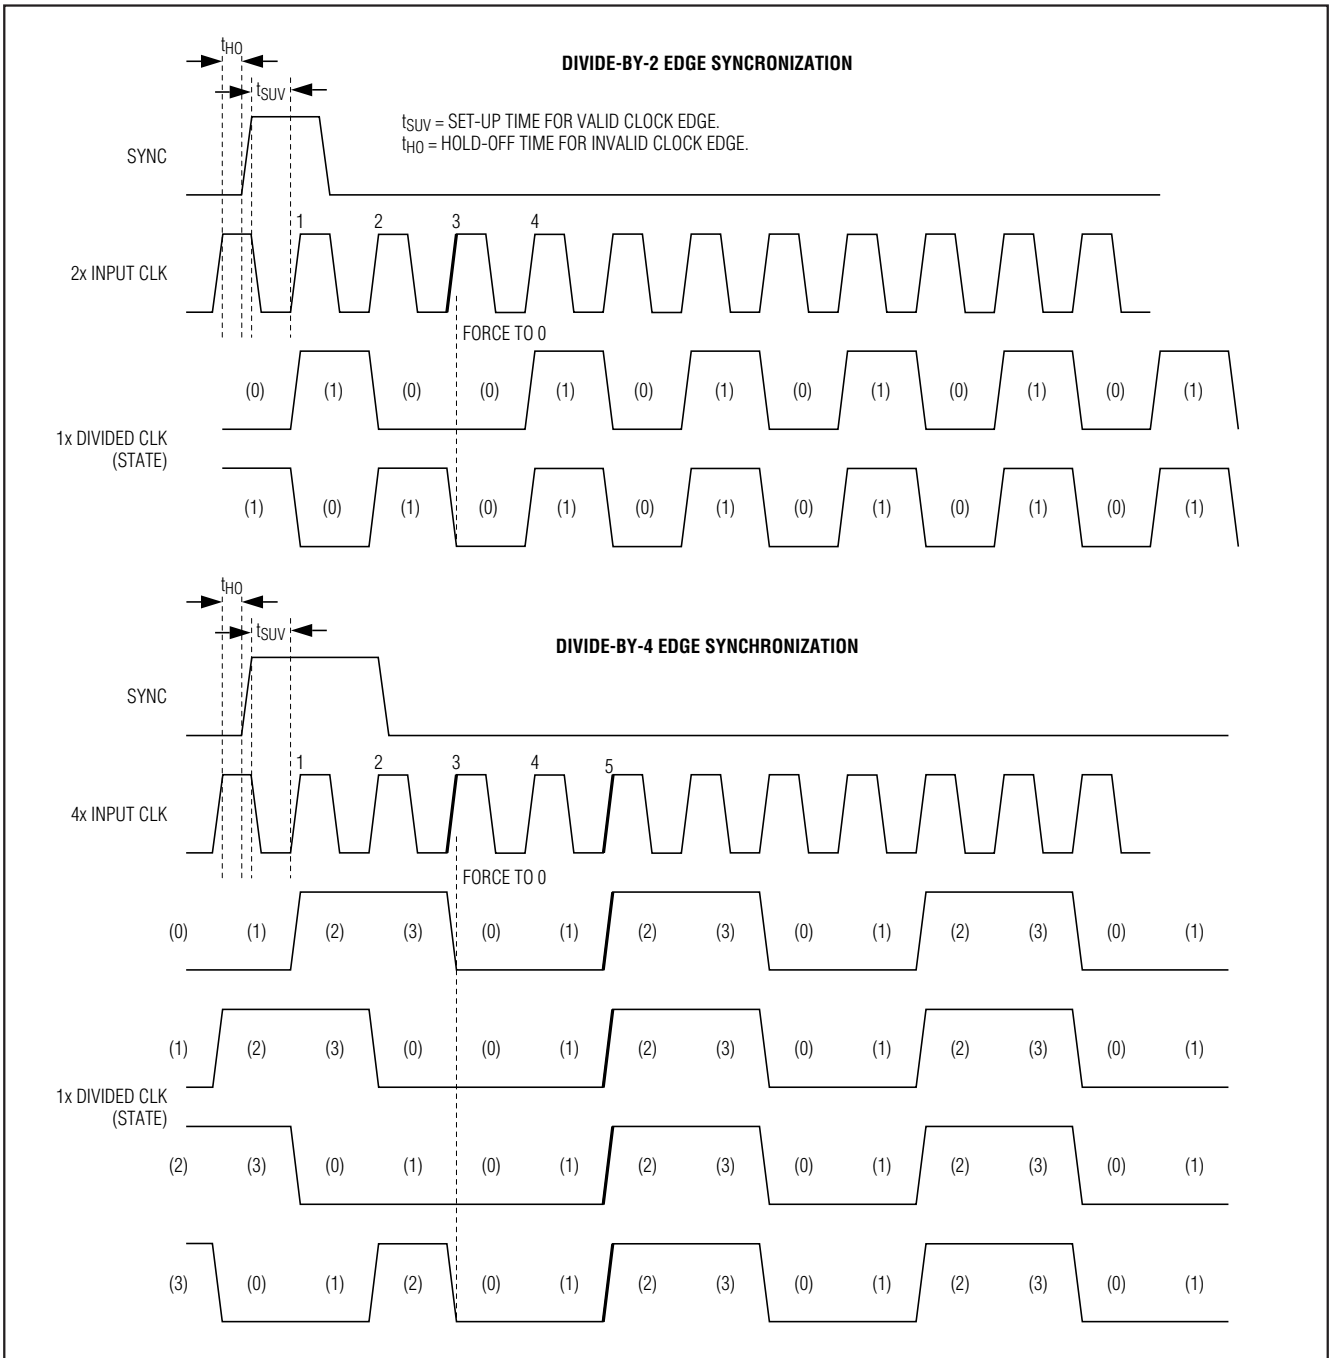 tHO
DIVIDE-BY-2 EDGE SYNCRONIZATION
tSUV
tSUV = SET-UP TIME FOR VALID CLOCK EDGE.
tHO = HOLD-OFF TIME FOR INVALID CLOCK EDGE.
SYNC
1 2 3 4
2x INPUT CLK
FORCE TO 0
(0) (1) (0) (0) (1) (0) (1) (0) (1) (0) (1) (0) (1)
1x DIVIDED CLK
(STATE)
(1) (0) (1) (0) (1) (0) (1) (0) (1) (0) (1) (0) (1)
tHO
tSUV
DIVIDE-BY-4 EDGE SYNCHRONIZATION
SYNC
1 2 3 4 5
4x INPUT CLK
FORCE TO 0
(0) (1) (2) (3) (0) (1) (2) (3) (0) (1) (2) (3) (0) (1)
(1) (2) (3) (0) (0) (1) (2) (3) (0) (1) (2) (3) (0) (1)
1x DIVIDED CLK
(STATE)
(2) (3) (0) (1) (0) (1) (2) (3) (0) (1) (2) (3) (0) (1)
(3) (0) (1) (2) (0) (1) (2) (3) (0) (1) (2) (3) (0) (1)